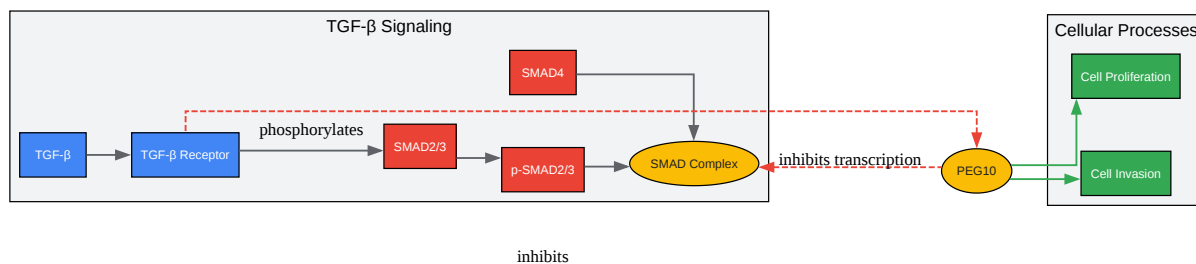 TGF-β Signaling
Cellular Processes
SMAD4
Cell Proliferation
phosphorylates
TGF-β
TGF-β Receptor
SMAD2/3
p-SMAD2/3
SMAD Complex
inhibits transcription
PEG10
Cell Invasion
inhibits